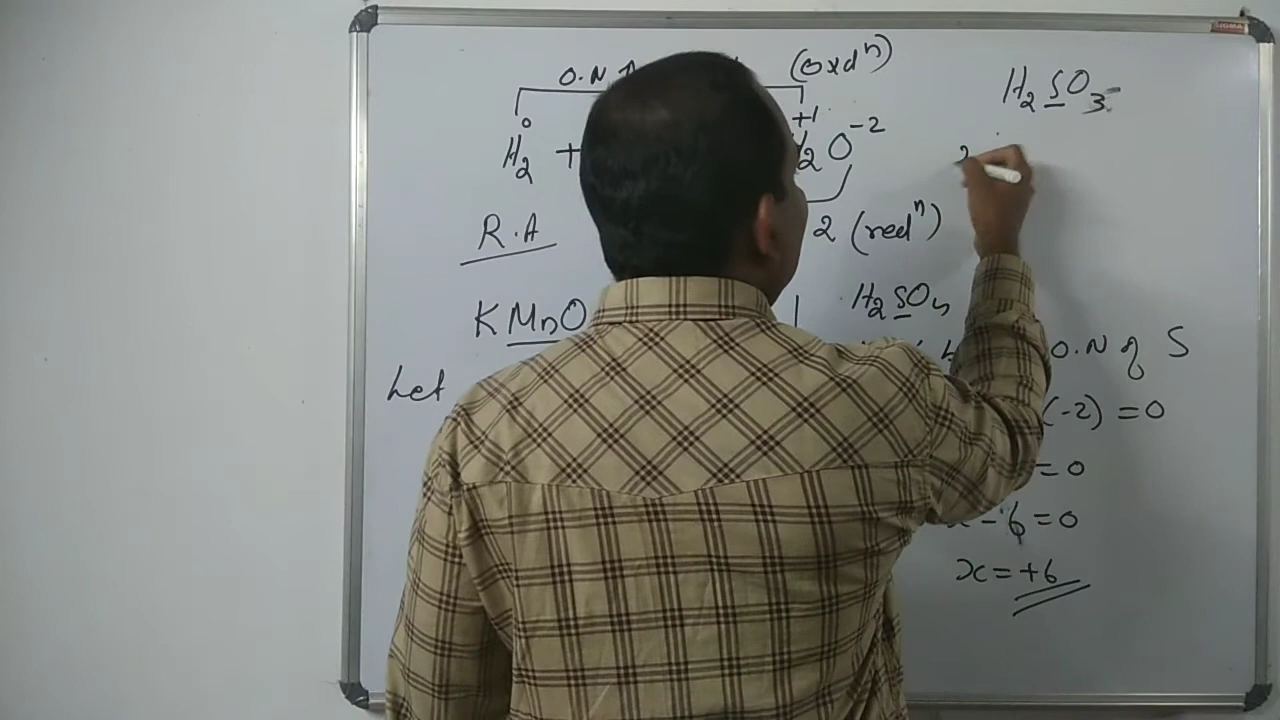 SIGMA
O.N (oxdⁿ)
H₂SO₃
0 +1 -2
H₂ + H₂O
R.A 2 (redⁿ)
KMnO H₂SO₄
Let O.N of S
(-2) = 0
= 0
- 6 = 0
x = +6